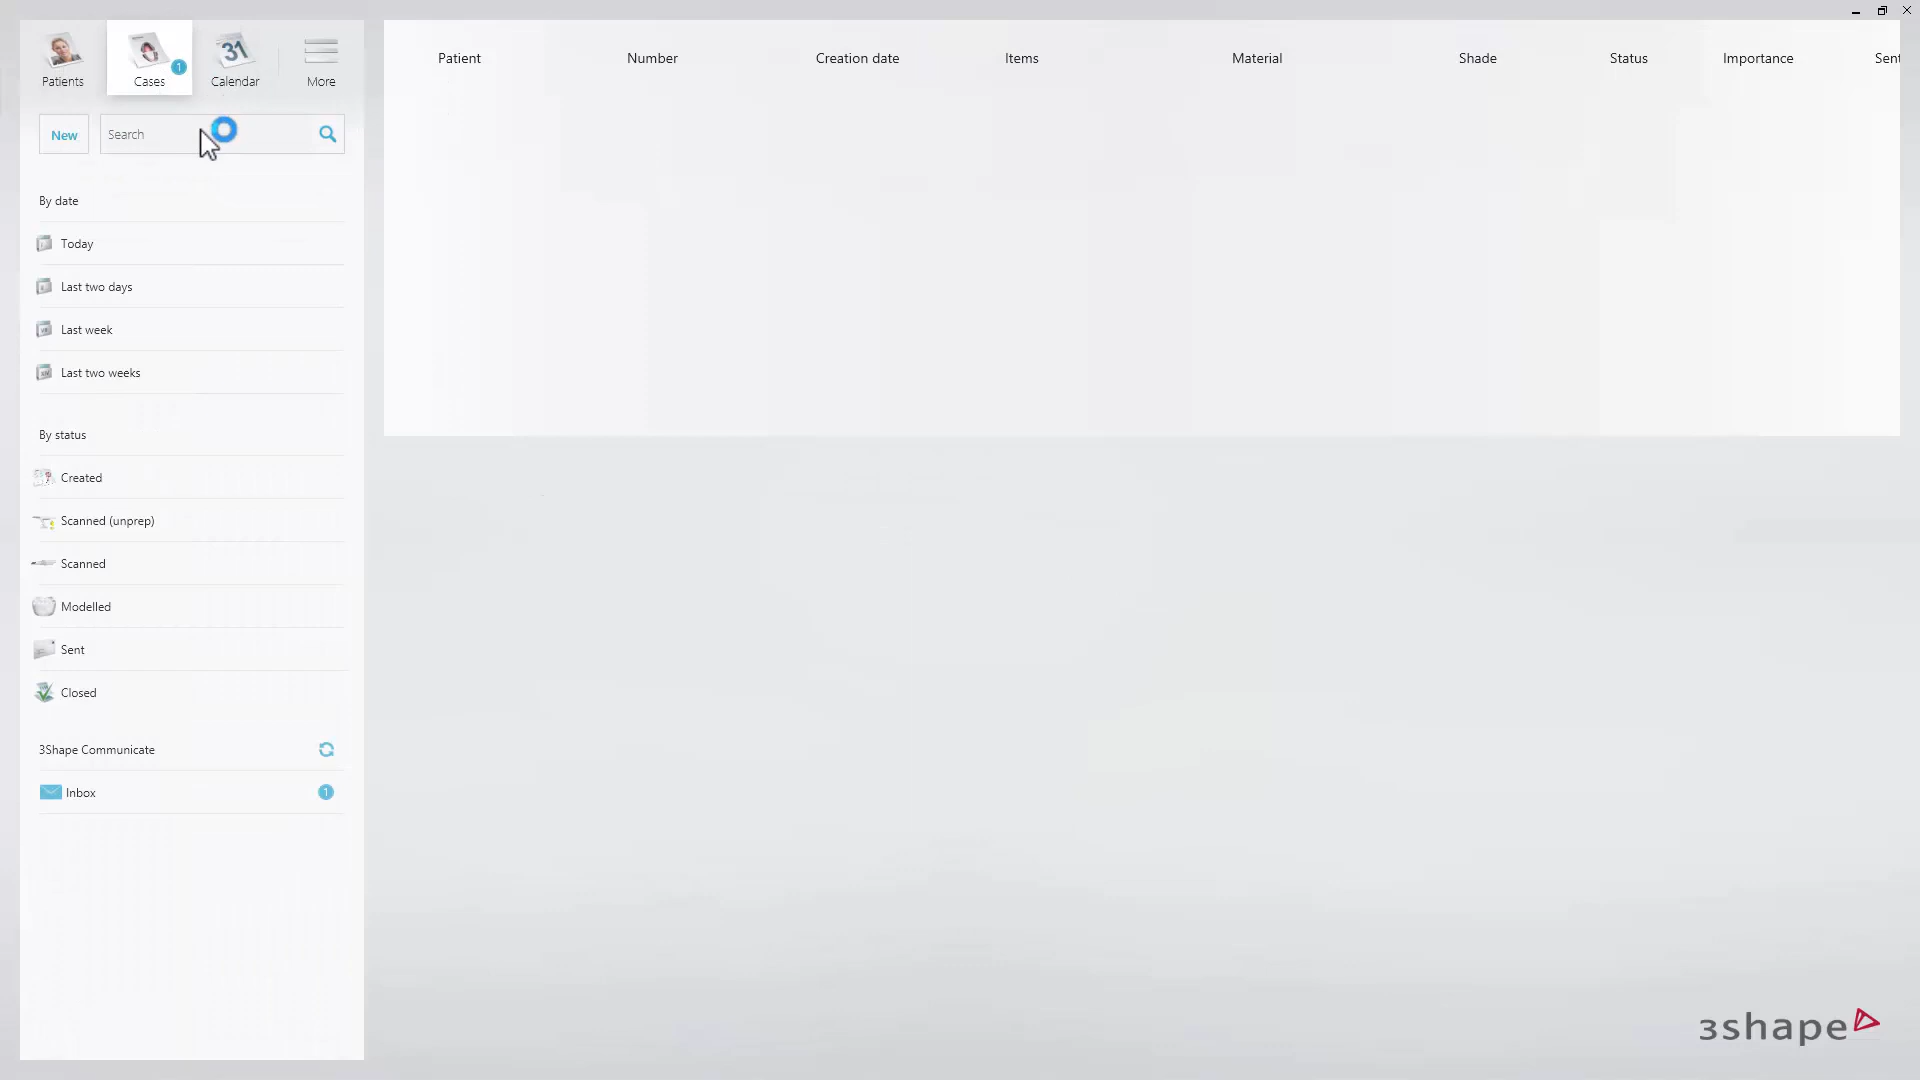 Patients
Cases
1
31
Calendar
More
New
Search
By date
Today
Last two days
Last week
Last two weeks
By status
Created
Scanned (unprep)
Scanned
Modelled
Sent
Closed
3Shape Communicate
Inbox
1
Patient Number Creation date Items Material Shade Status Importance Sent
3shape